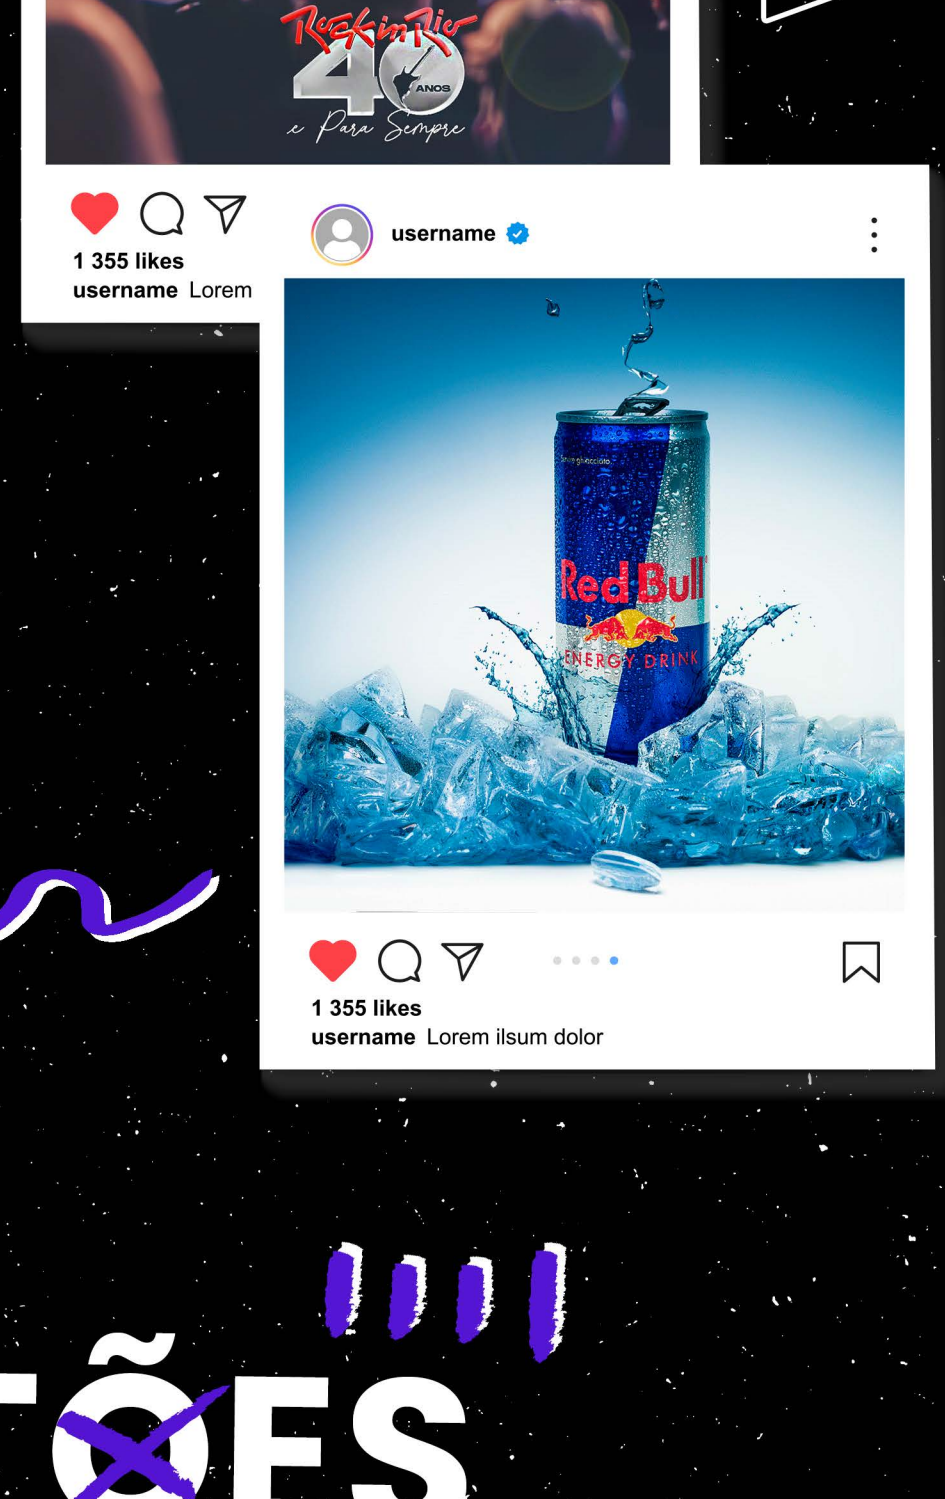 Rock in Rio
40
ANOS
e Para Sempre
1 355 likes
username Lorem
username
Red Bull
ENERGY DRINK
1 355 likes
username Lorem ilsum dolor
ÕES